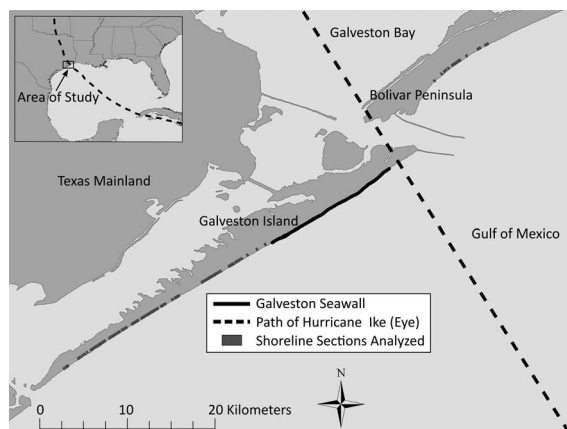 Galveston Bay
Bolivar Peninsula
Area of Study
Texas Mainland
Galveston Island
Gulf of Mexico
Galveston Seawall
Path of Hurricane Ike (Eye)
Shoreline Sections Analyzed
N
0 10 20 Kilometers